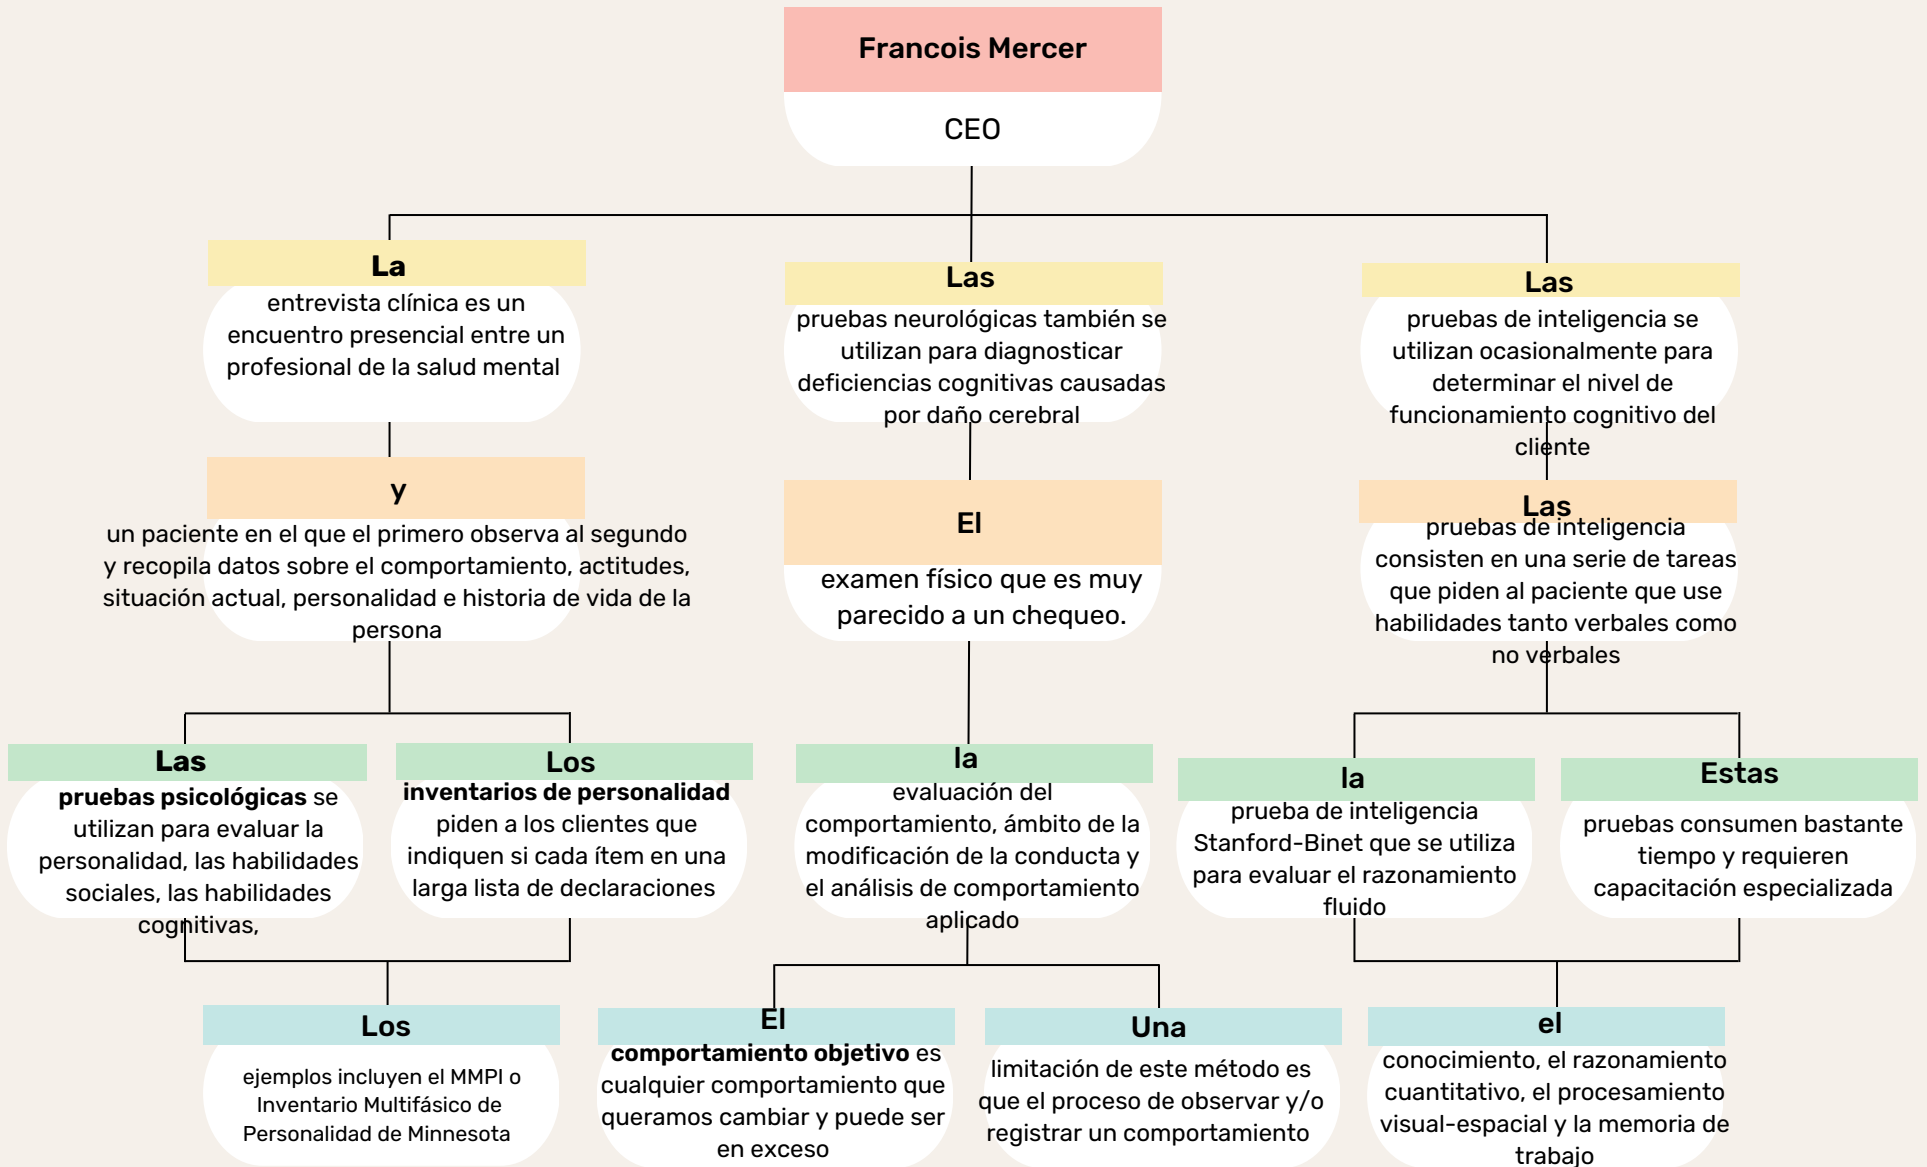 Francois Mercer
CEO
La
entrevista clínica es un
encuentro presencial entre un
profesional de la salud mental
Las
pruebas neurológicas también se
utilizan para diagnosticar
deficiencias cognitivas causadas
por daño cerebral
Las
pruebas de inteligencia se
utilizan ocasionalmente para
determinar el nivel de
funcionamiento cognitivo del
cliente
y
un paciente en el que el primero observa al segundo
y recopila datos sobre el comportamiento, actitudes,
situación actual, personalidad e historia de vida de la
persona
El
examen físico que es muy
parecido a un chequeo.
Las
pruebas de inteligencia
consisten en una serie de tareas
que piden al paciente que use
habilidades tanto verbales como
no verbales
Las
pruebas psicológicas se
utilizan para evaluar la
personalidad, las habilidades
sociales, las habilidades
cognitivas,
Los
inventarios de personalidad
piden a los clientes que
indiquen si cada ítem en una
larga lista de declaraciones
la
evaluación del
comportamiento, ámbito de la
modificación de la conducta y
el análisis de comportamiento
aplicado
la
prueba de inteligencia
Stanford-Binet que se utiliza
para evaluar el razonamiento
fluido
Estas
pruebas consumen bastante
tiempo y requieren
capacitación especializada
Los
ejemplos incluyen el MMPI o
Inventario Multifásico de
Personalidad de Minnesota
El
comportamiento objetivo es
cualquier comportamiento que
queramos cambiar y puede ser
en exceso
Una
limitación de este método es
que el proceso de observar y/o
registrar un comportamiento
el
conocimiento, el razonamiento
cuantitativo, el procesamiento
visual-espacial y la memoria de
trabajo